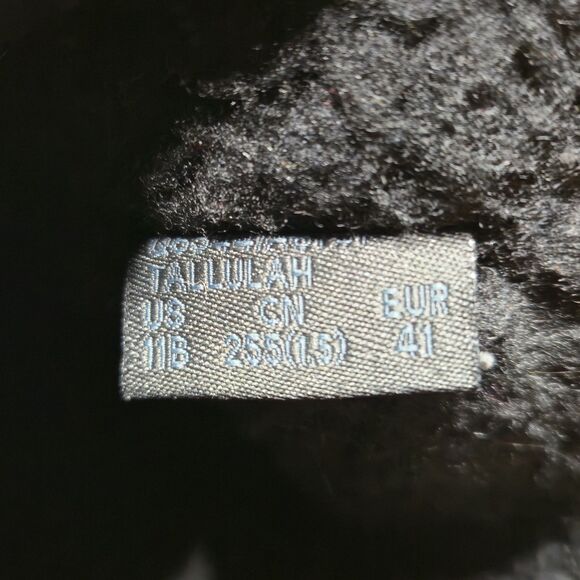 TALLULAH
US CN EUR
11B 255(1.5) 41